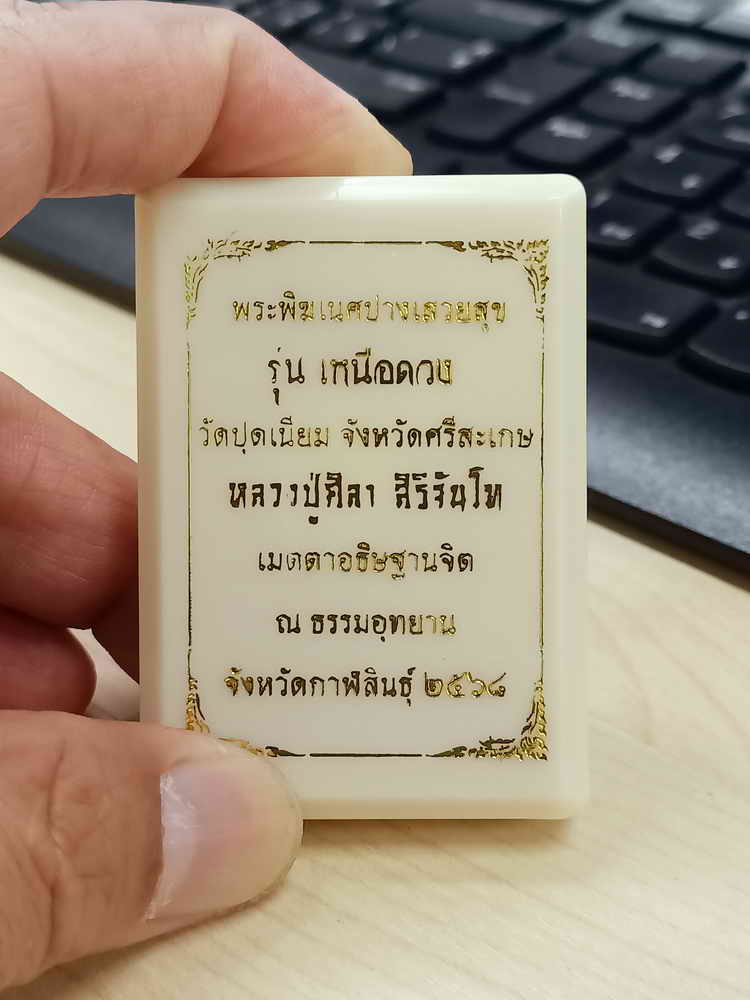 พระพิฆเนศปางเสวยสุข
รุ่น เหนือดวง
วัดปุดเนียม จังหวัดศรีสะเกษ
หลวงปู่ศิลา สิริจันโท
เมตตาอธิษฐานจิต
ณ ธรรมอุทยาน
จังหวัดกาฬสินธุ์ ๒๕๖๘